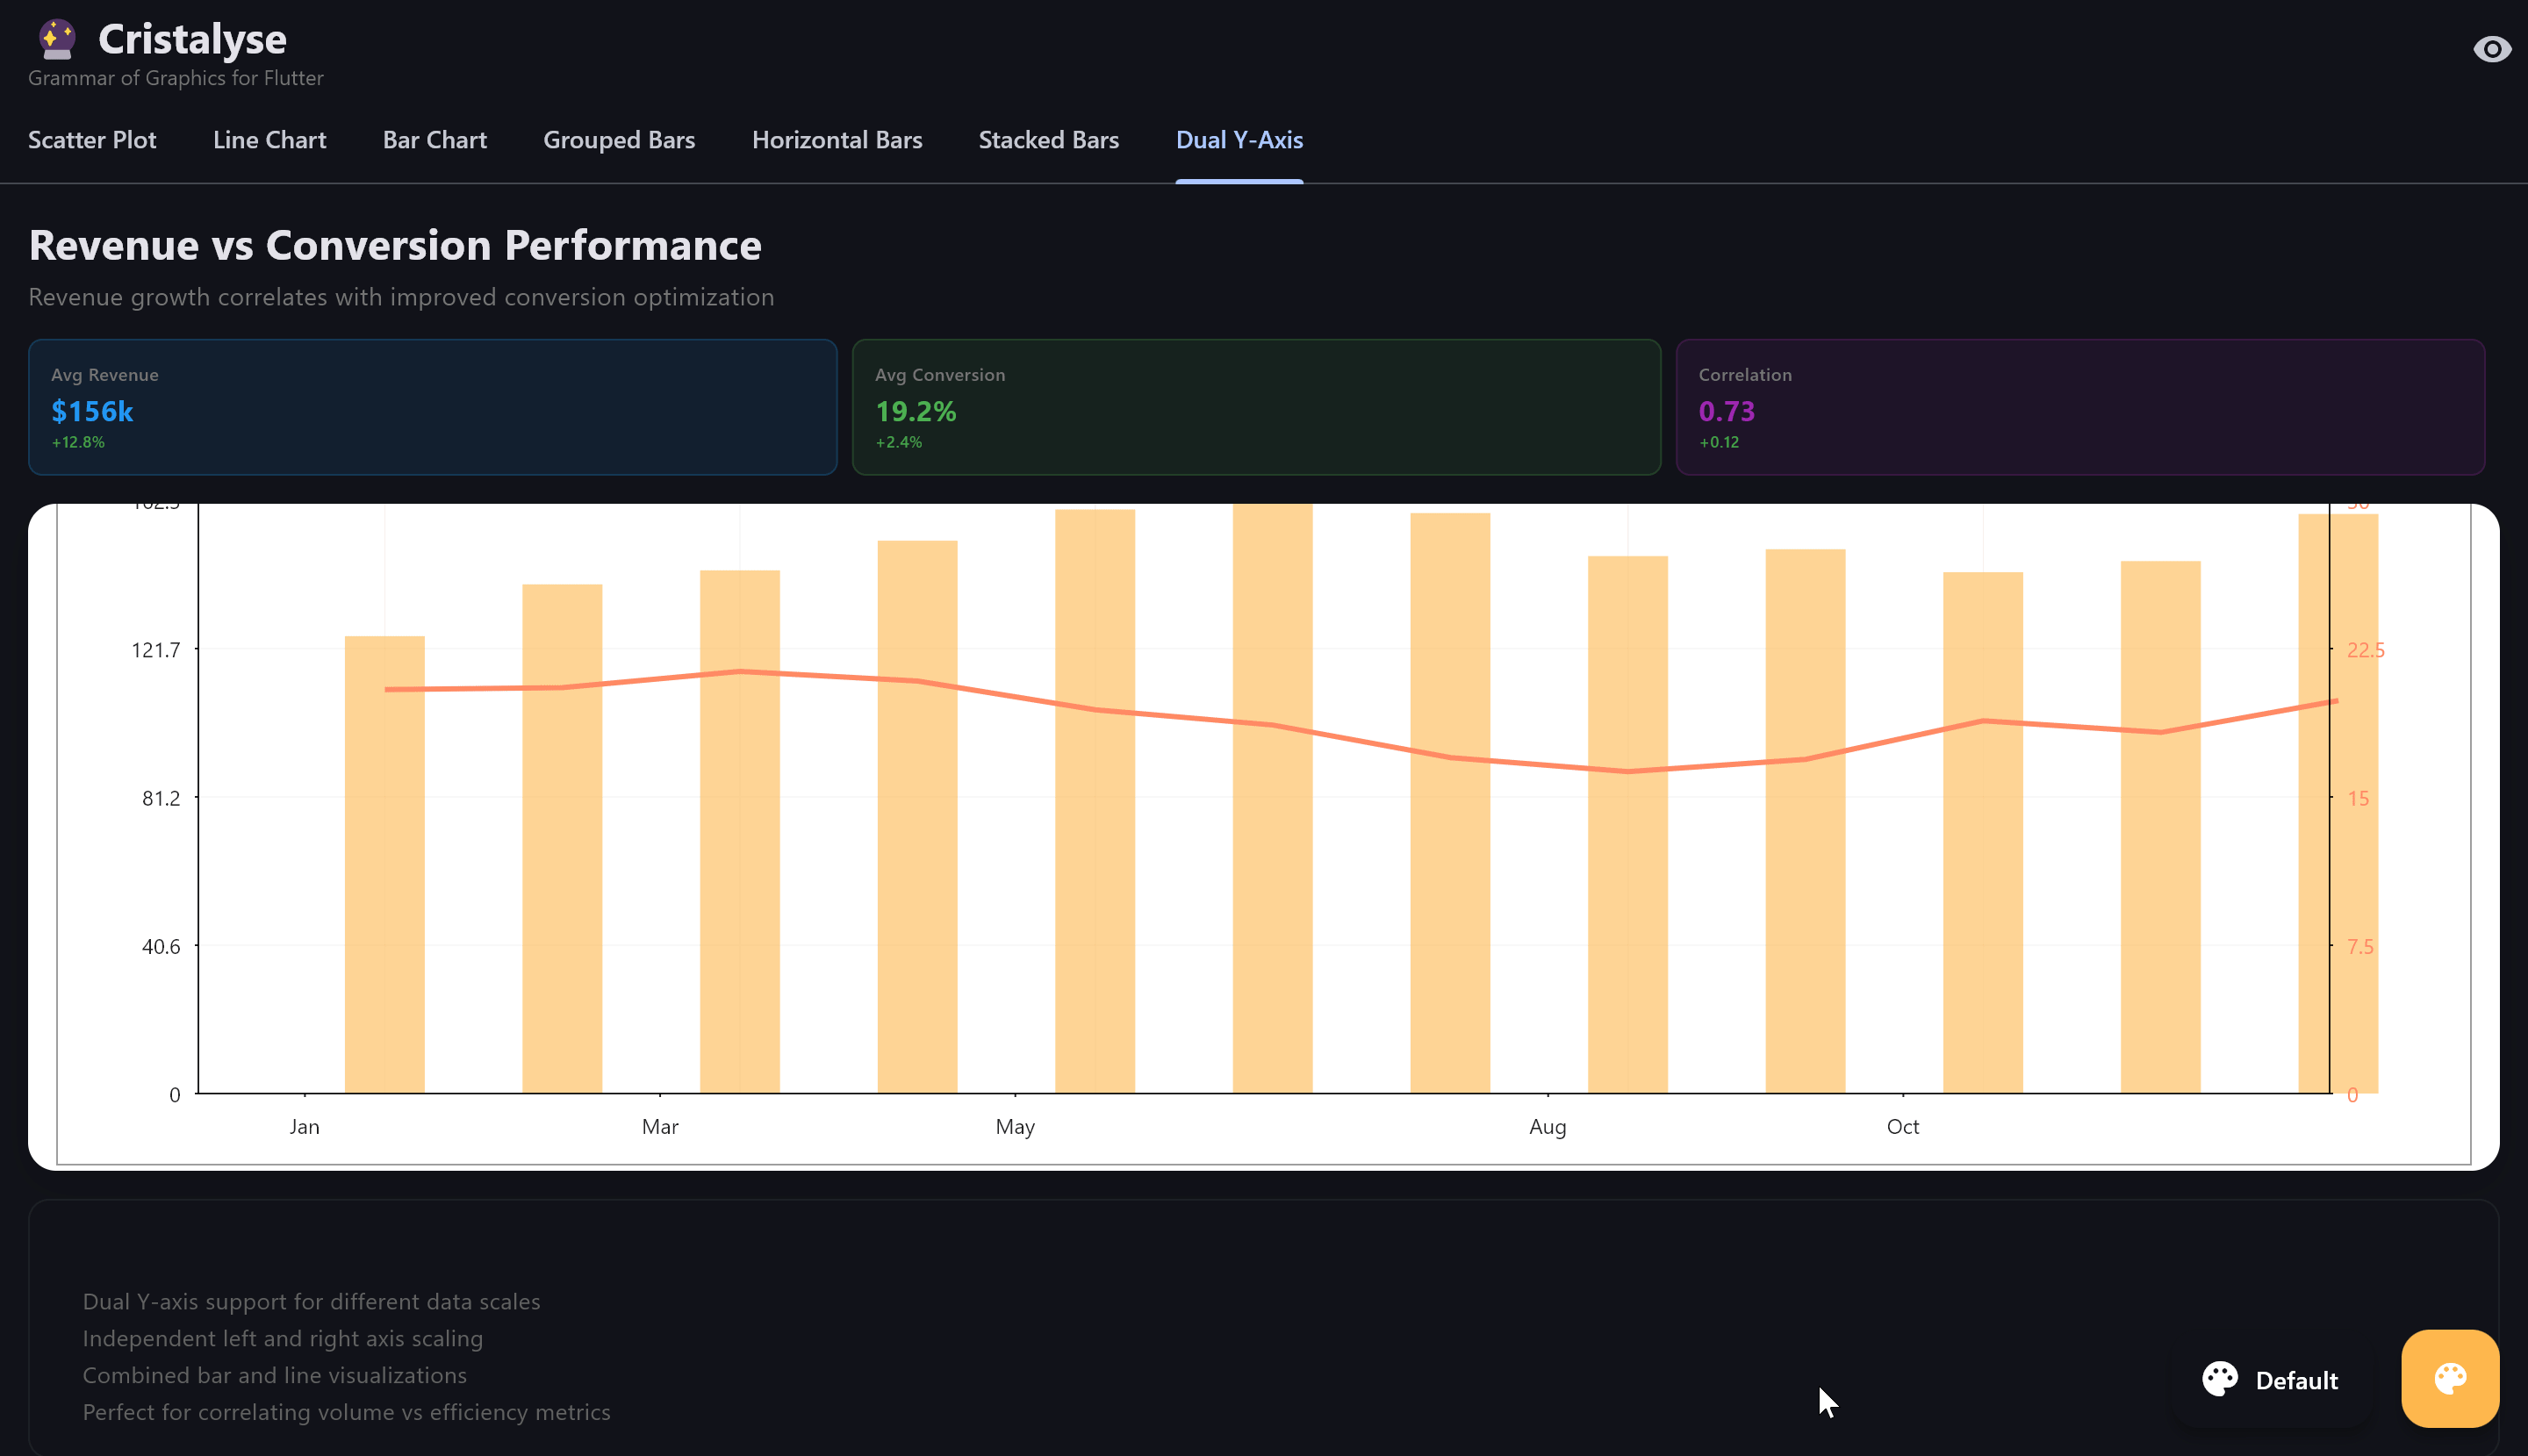 Cristalyse
Grammar of Graphics for Flutter
Scatter Plot Line Chart Bar Chart Grouped Bars Horizontal Bars Stacked Bars Dual Y-Axis
Revenue vs Conversion Performance
Revenue growth correlates with improved conversion optimization
Avg Revenue
$156k
+12.8%
Avg Conversion
19.2%
+2.4%
Correlation
0.73
+0.12
121.7 22.5
81.2 15
40.6 7.5
0 0
Jan Mar May Aug Oct
Dual Y-axis support for different data scales
Independent left and right axis scaling
Combined bar and line visualizations
Perfect for correlating volume vs efficiency metrics
Default